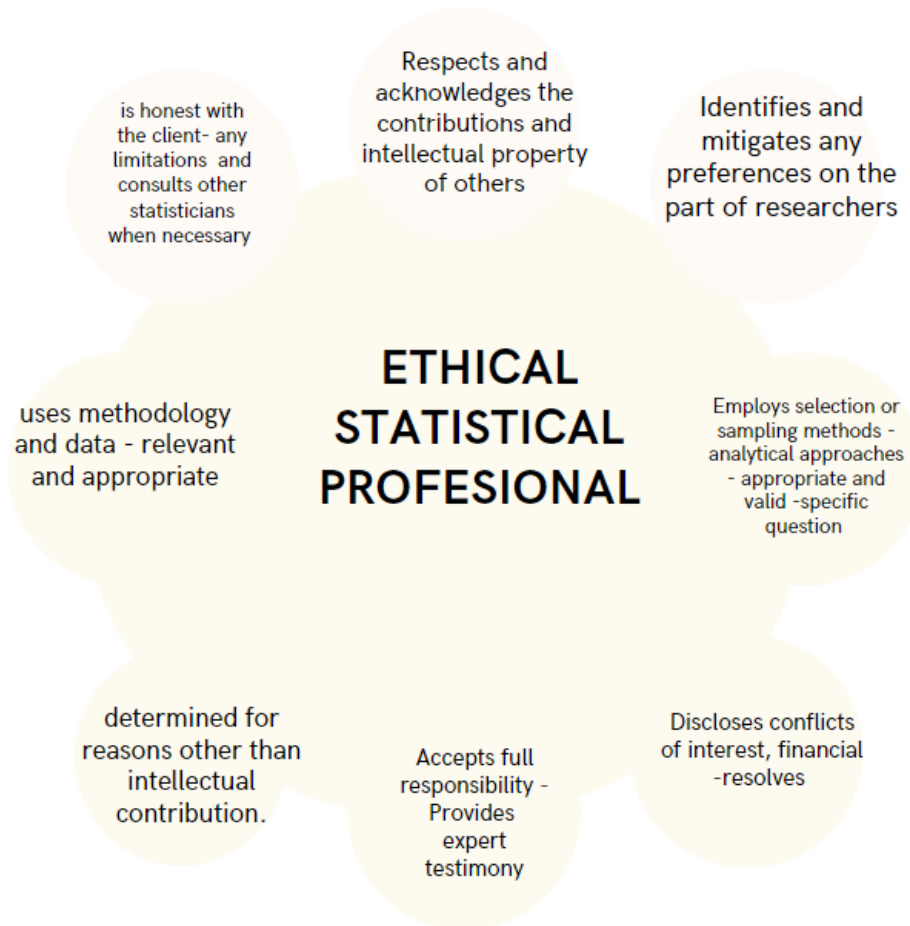 Respects and
acknowledges the
contributions and
intellectual property
of others
is honest with
the client- any
limitations and
consults other
statisticians
when necessary
Identifies and
mitigates any
preferences on the
part of researchers
ETHICAL
STATISTICAL
PROFESIONAL
uses methodology
and data - relevant
and appropriate
Employs selection or
sampling methods -
analytical approaches
- appropriate and
valid -specific
question
determined for
reasons other than
intellectual
contribution.
Accepts full
responsibility -
Provides
expert
testimony
Discloses conflicts
of interest, financial
-resolves